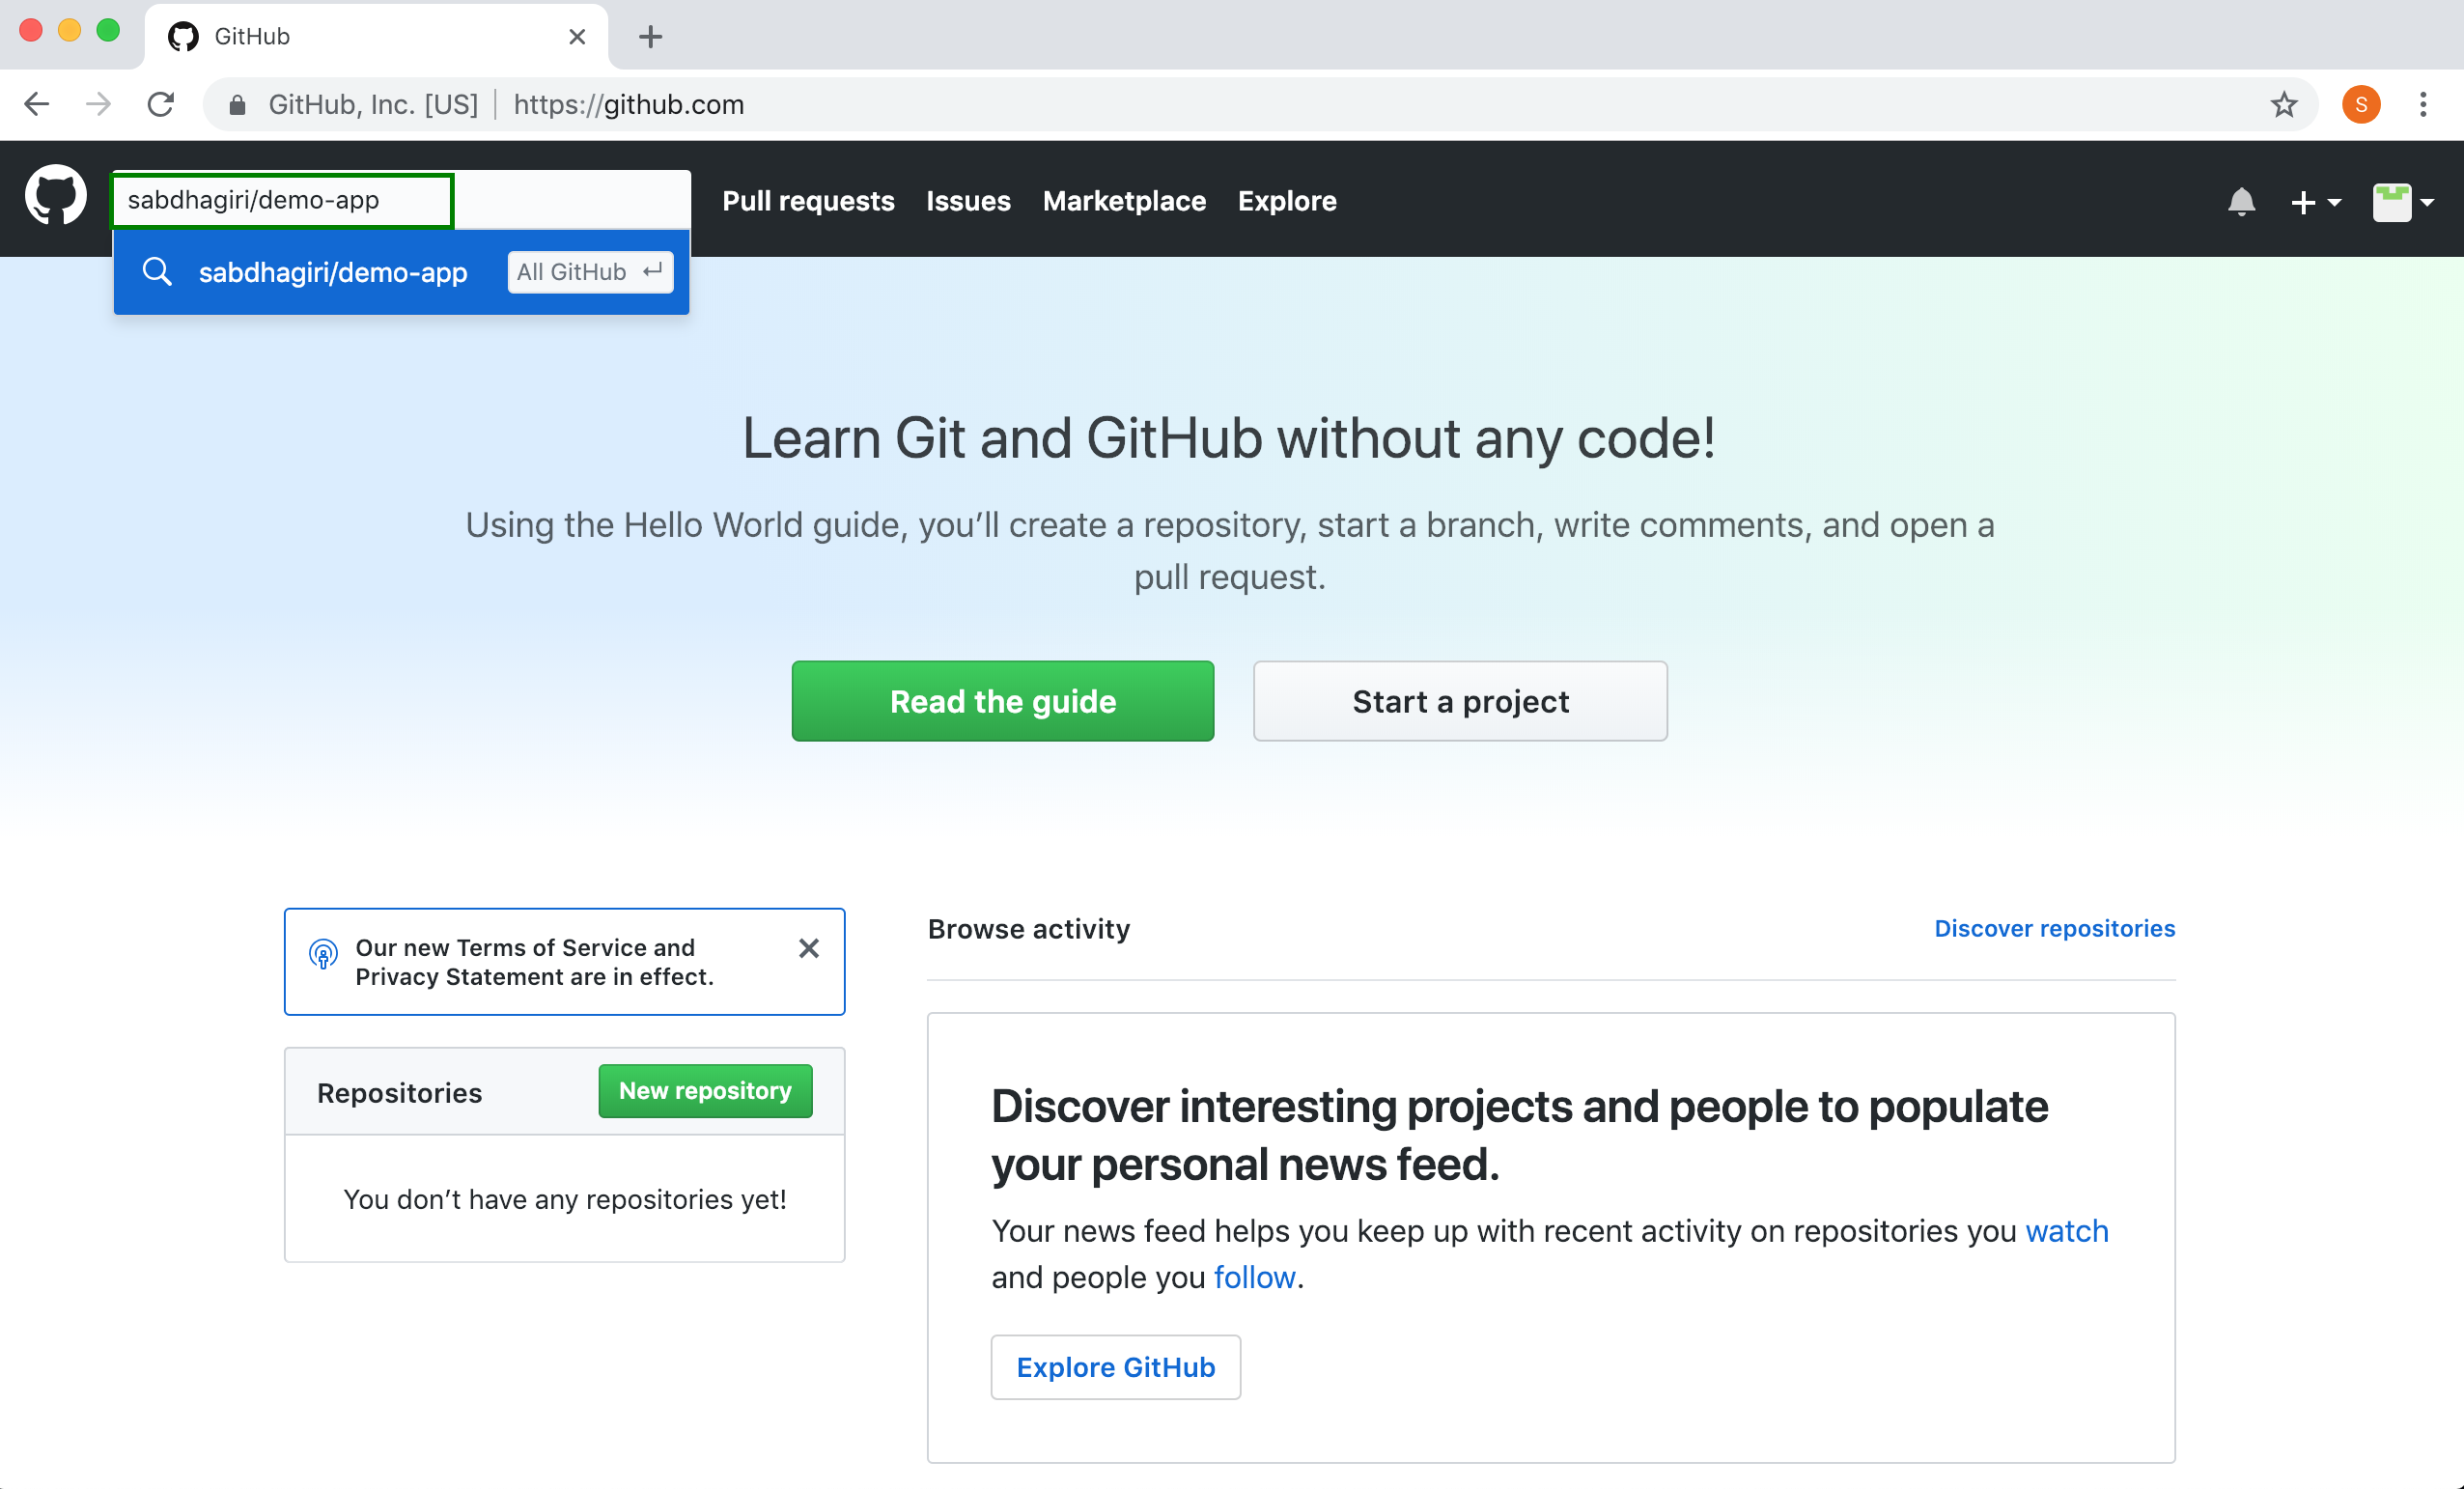 GitHub
GitHub, Inc. [US] https://github.com
S
sabdhagiri/demo-app
Pull requests Issues Marketplace Explore
sabdhagiri/demo-app All GitHub
Learn Git and GitHub without any code!
Using the Hello World guide, you’ll create a repository, start a branch, write comments, and open a
pull request.
Read the guide Start a project
Our new Terms of Service and
Privacy Statement are in effect.
Repositories New repository
You don’t have any repositories yet!
Browse activity Discover repositories
Discover interesting projects and people to populate
your personal news feed.
Your news feed helps you keep up with recent activity on repositories you watch
and people you follow.
Explore GitHub